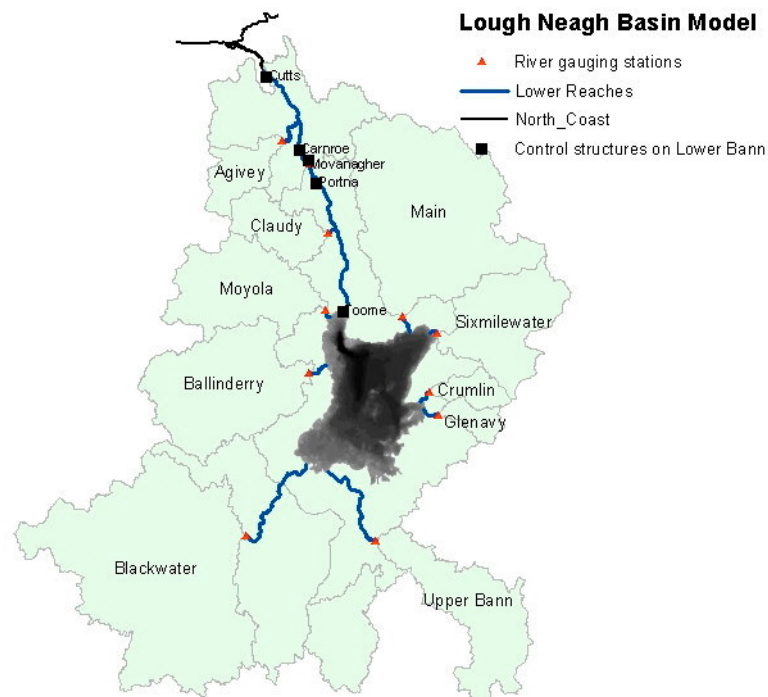 Lough Neagh Basin Model
River gauging stations
Lower Reaches
North_Coast
Control structures on Lower Bann
Cutts
Carnroe
Movanagher
Portna
Agivey
Main
Claudy
Moyola
Toome
Sixmilewater
Ballinderry
Crumlin
Glenavy
Blackwater
Upper Bann